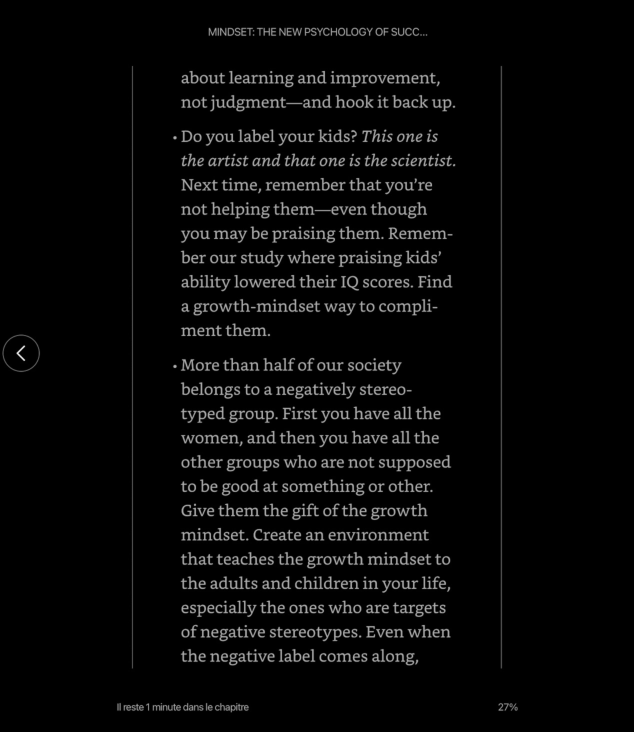 MINDSET: THE NEW PSYCHOLOGY OF SUCC...
about learning and improvement,
not judgment—and hook it back up.
• Do you label your kids? This one is
the artist and that one is the scientist.
Next time, remember that you’re
not helping them—even though
you may be praising them. Remem-
ber our study where praising kids’
ability lowered their IQ scores. Find
a growth-mindset way to compli-
ment them.
• More than half of our society
belongs to a negatively stereo-
typed group. First you have all the
women, and then you have all the
other groups who are not supposed
to be good at something or other.
Give them the gift of the growth
mindset. Create an environment
that teaches the growth mindset to
the adults and children in your life,
especially the ones who are targets
of negative stereotypes. Even when
the negative label comes along,
Il reste 1 minute dans le chapitre
27%